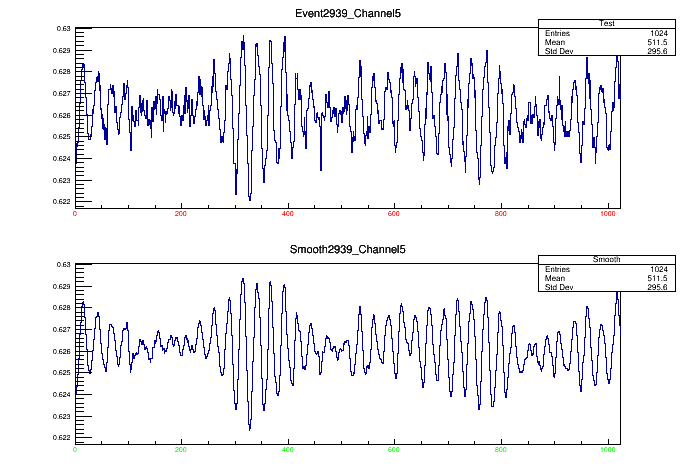 Event2939_Channel5
Test
Entries 1024
Mean 511.5
Std Dev 295.6
0.63
0.629
0.628
0.627
0.626
0.625
0.624
0.623
0.622
0 200 400 600 800 1000
Smooth2939_Channel5
Smooth
Entries 1024
Mean 511.5
Std Dev 295.6
0.63
0.629
0.628
0.627
0.626
0.625
0.624
0.623
0.622
0 200 400 600 800 1000